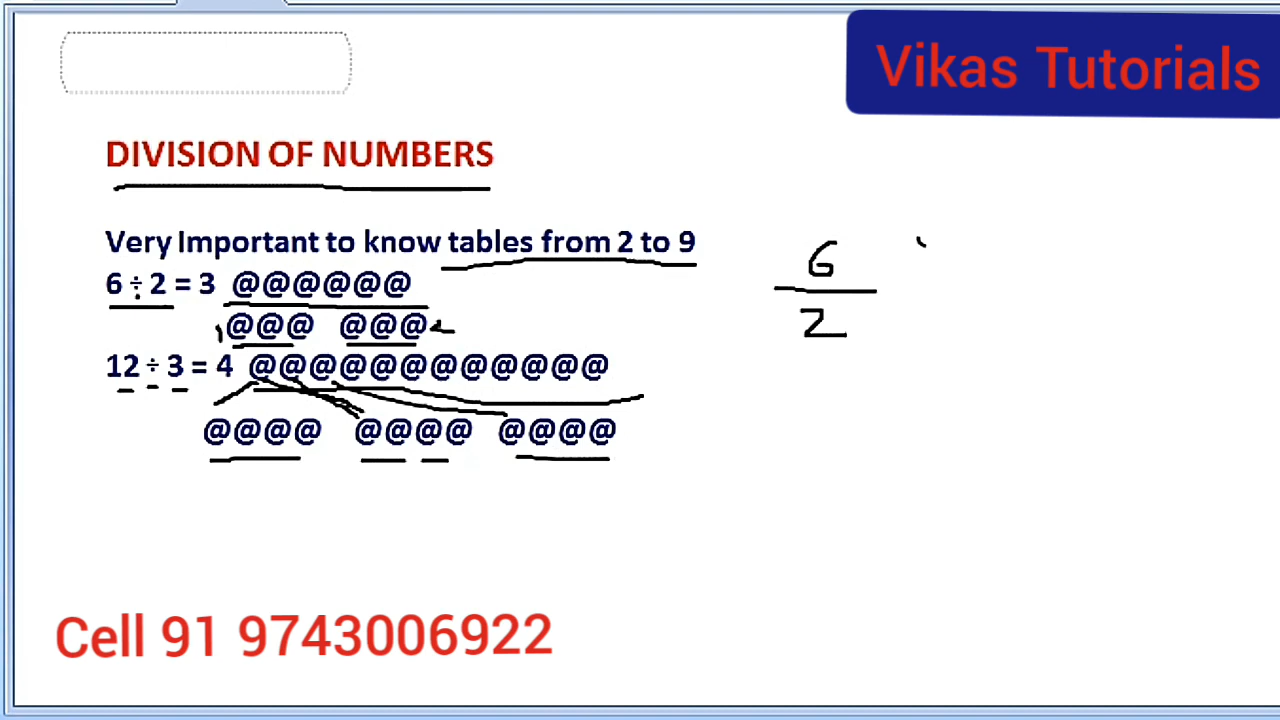 Vikas Tutorials
DIVISION OF NUMBERS
Very Important to know tables from 2 to 9
6 ÷ 2 = 3 @@@@@@
@@@ @@@
12 ÷ 3 = 4 @@@@@@@@@@@@
@@@@ @@@@ @@@@
6
2
Cell 91 9743006922